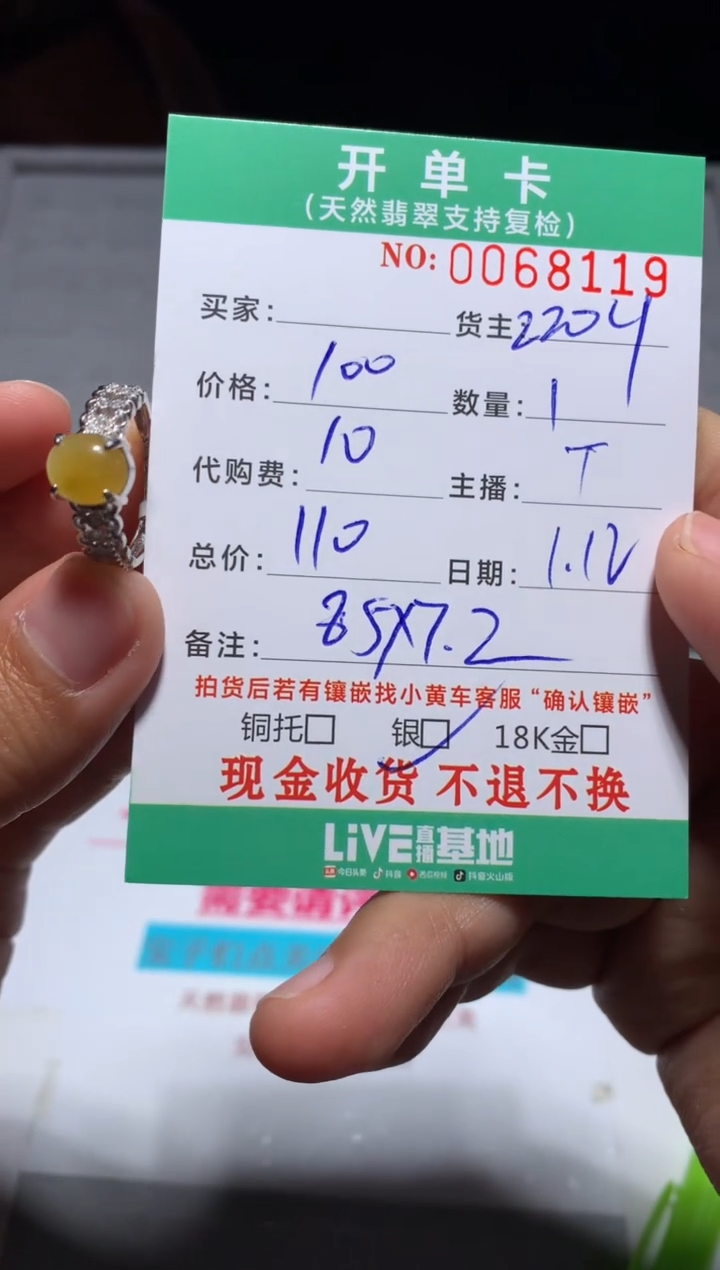 开单卡
(天然翡翠支持复检)
NO: 0068119
买家: 货主 2204
价格: 100 数量: 1
代购费: 10 主播: T
总价: 110 日期: 1.12
备注: 85X7.2
拍货后若有镶嵌找小黄车客服“确认镶嵌”
铜托□ 银□ 18K金□
现金收货 不退不换
LiVE直播基地
今日头条 抖音 西瓜视频 抖音火山版